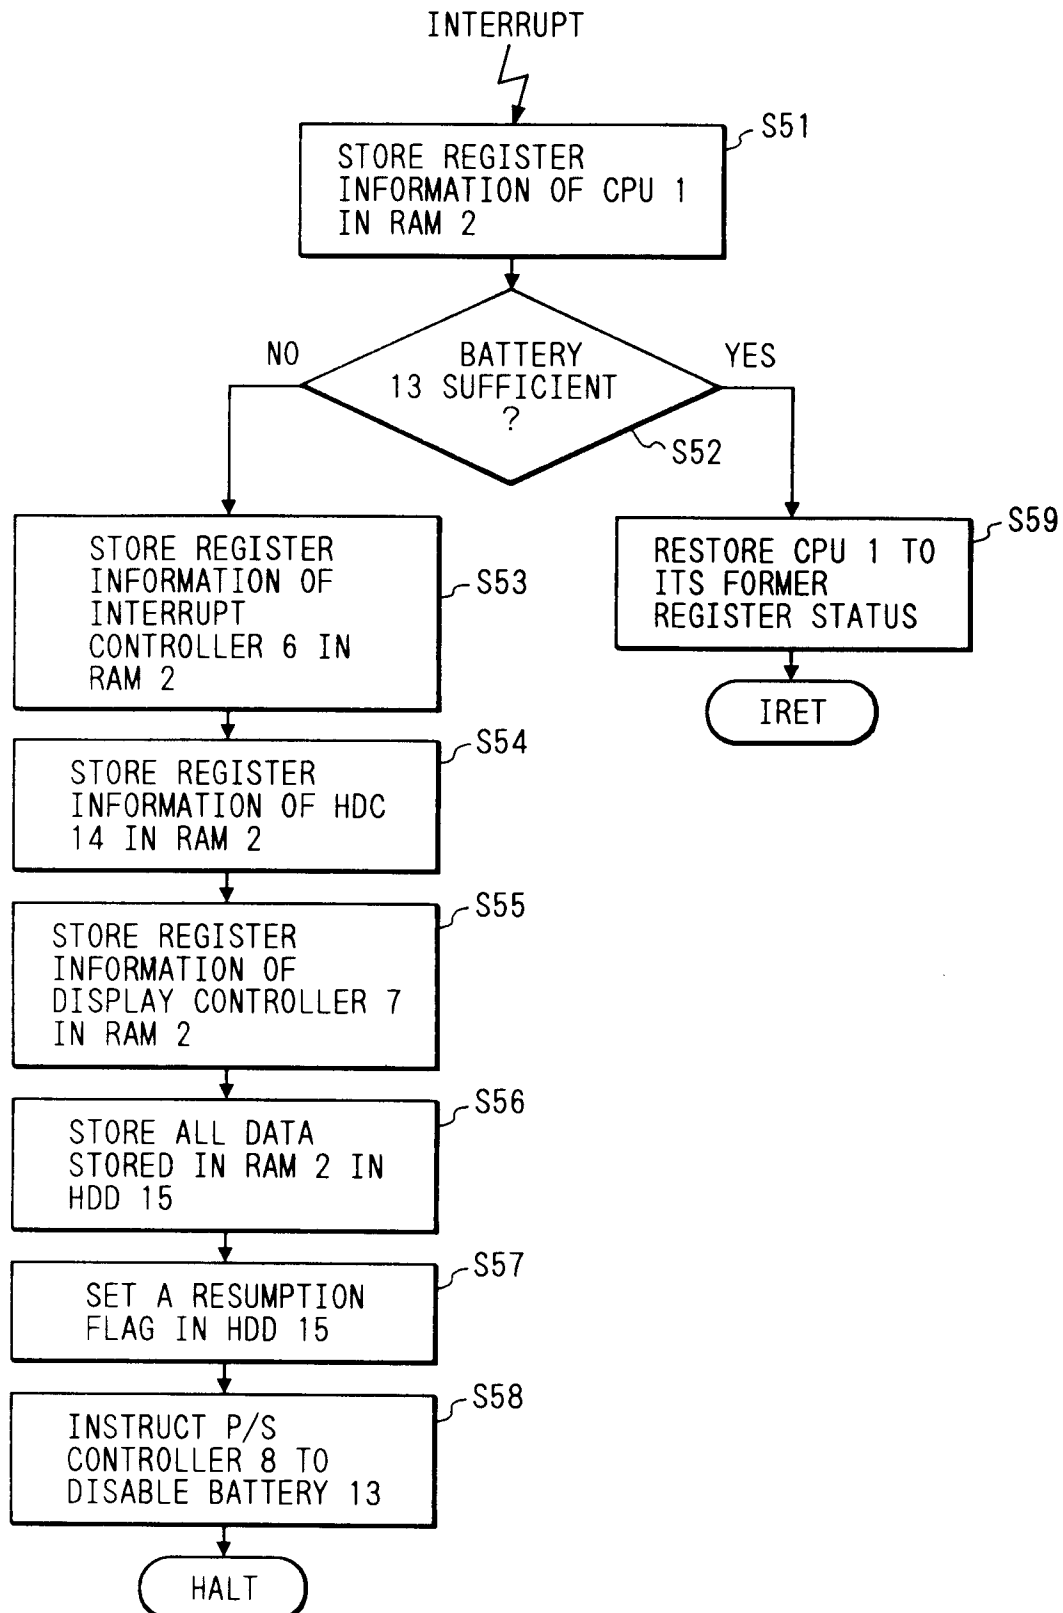 INTERRUPT
S51
STORE REGISTER
INFORMATION OF CPU 1
IN RAM 2
NO
BATTERY
13 SUFFICIENT
?
YES
S52
STORE REGISTER
INFORMATION OF
INTERRUPT
CONTROLLER 6 IN
RAM 2
S53
S59
RESTORE CPU 1 TO
ITS FORMER
REGISTER STATUS
IRET
S54
STORE REGISTER
INFORMATION OF HDC
14 IN RAM 2
S55
STORE REGISTER
INFORMATION OF
DISPLAY CONTROLLER 7
IN RAM 2
S56
STORE ALL DATA
STORED IN RAM 2 IN
HDD 15
S57
SET A RESUMPTION
FLAG IN HDD 15
S58
INSTRUCT P/S
CONTROLLER 8 TO
DISABLE BATTERY 13
HALT